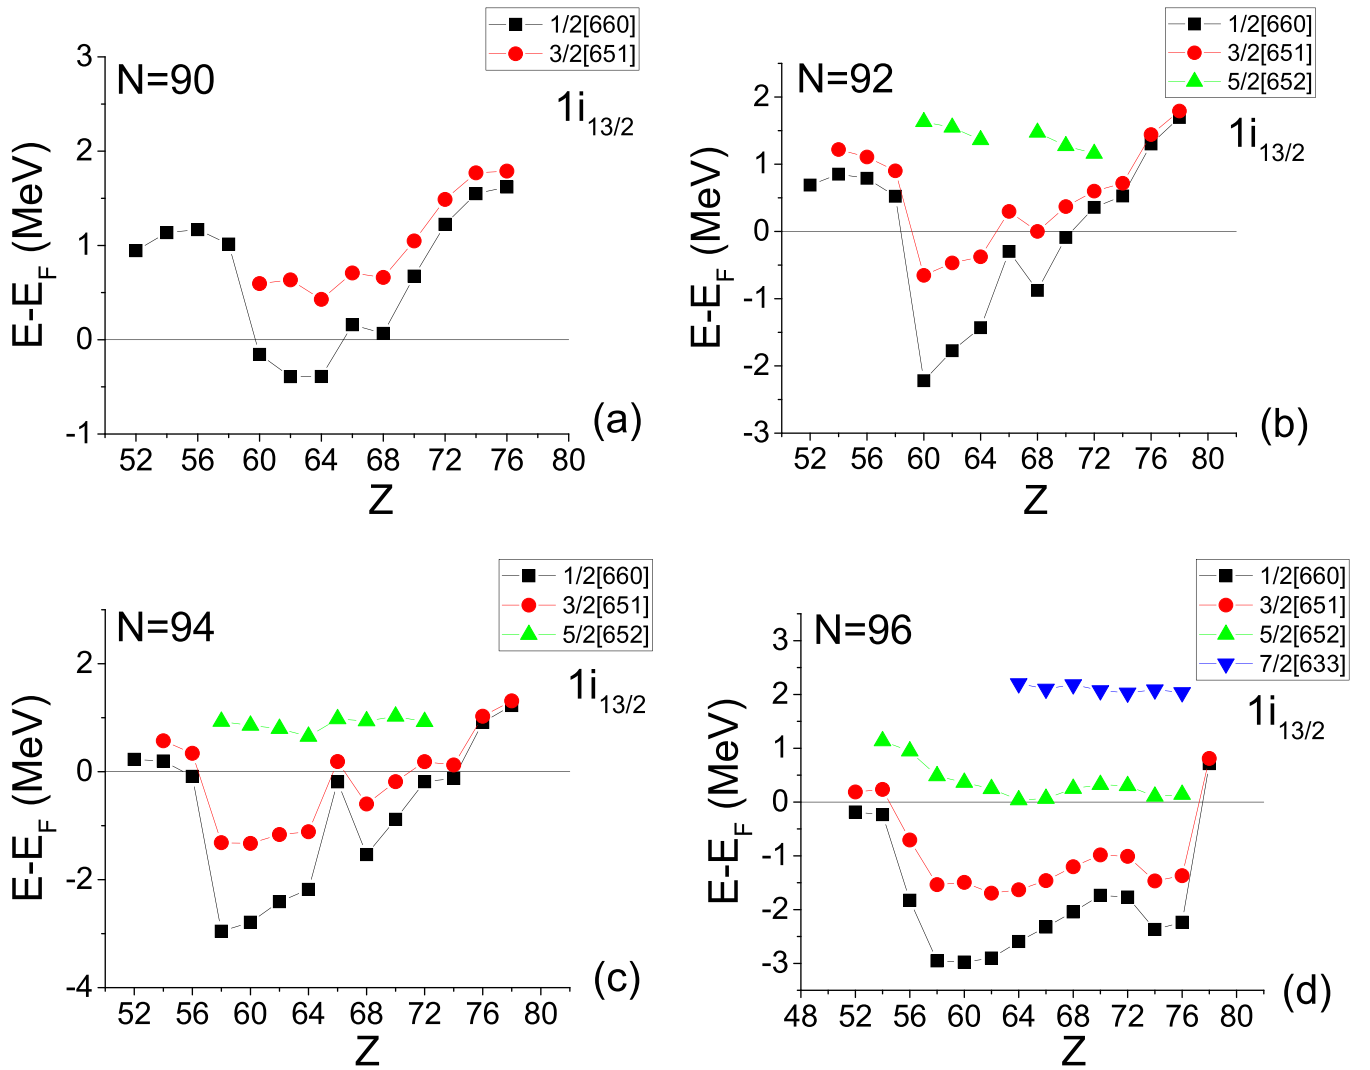 1/2[660]
3/2[651]
N=90
1i13/2
3
2
1
0
-1
E-EF (MeV)
52 56 60 64 68 72 76 80
Z
(a)
1/2[660]
3/2[651]
5/2[652]
N=92
1i13/2
2
1
0
-1
-2
-3
E-EF (MeV)
52 56 60 64 68 72 76 80
Z
(b)
1/2[660]
3/2[651]
5/2[652]
N=94
1i13/2
2
0
-2
-4
E-EF (MeV)
52 56 60 64 68 72 76 80
Z
(c)
1/2[660]
3/2[651]
5/2[652]
7/2[633]
N=96
1i13/2
3
2
1
0
-1
-2
-3
E-EF (MeV)
48 52 56 60 64 68 72 76 80
Z
(d)